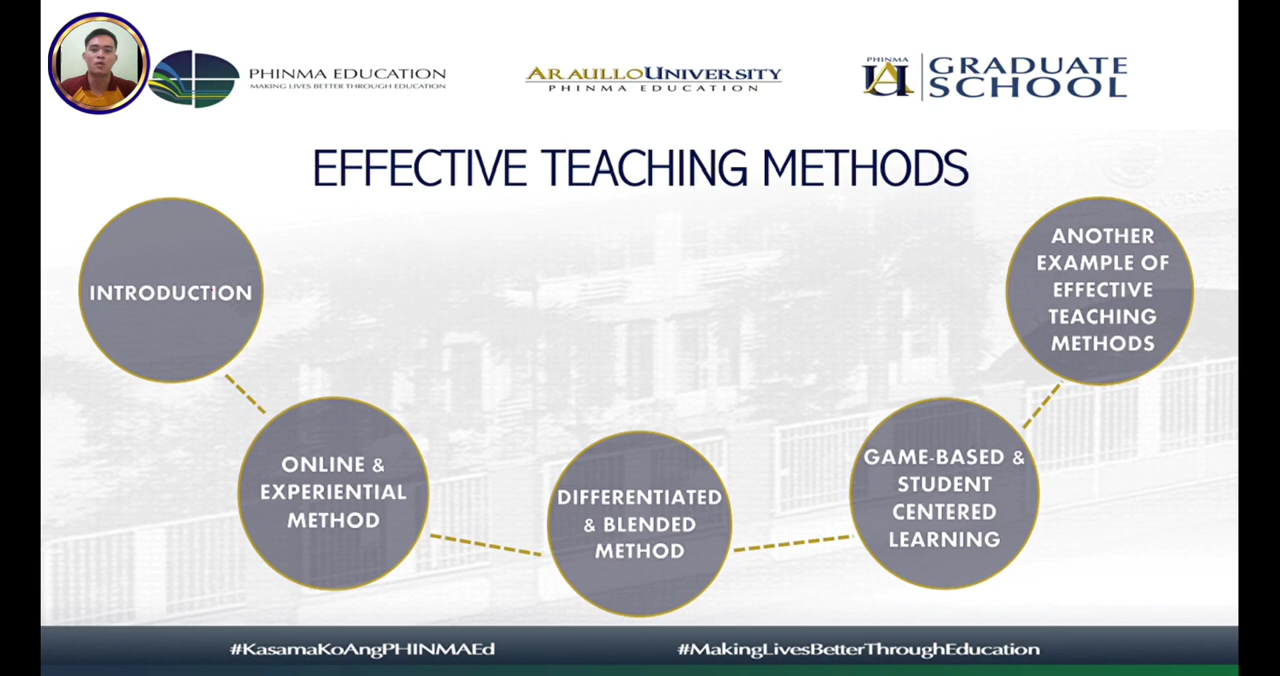 PHINMA EDUCATION
MAKING LIVES BETTER THROUGH EDUCATION
ARAULLO UNIVERSITY
PHINMA EDUCATION
PHINMA
AU
GRADUATE
SCHOOL
EFFECTIVE TEACHING METHODS
INTRODUCTION
ONLINE &
EXPERIENTIAL
METHOD
DIFFERENTIATED
& BLENDED
METHOD
GAME-BASED &
STUDENT
CENTERED
LEARNING
ANOTHER
EXAMPLE OF
EFFECTIVE
TEACHING
METHODS
#KasamaKoAngPHINMAEd
#MakingLivesBetterThroughEducation